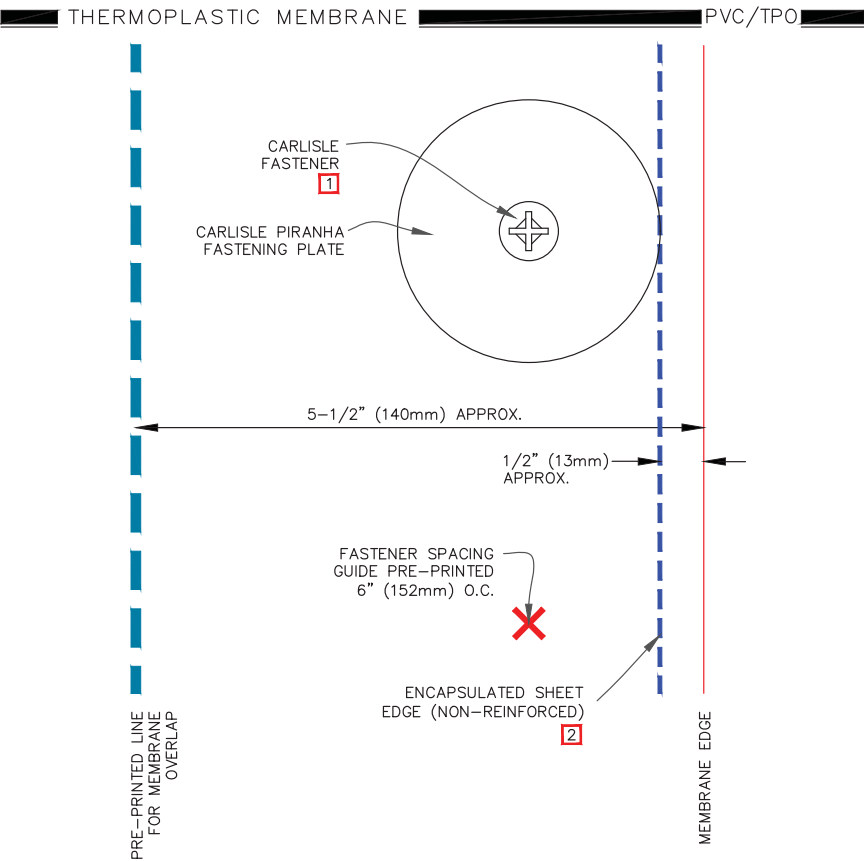 THERMOPLASTIC MEMBRANE
PVC/TPO
CARLISLE
FASTENER
1
CARLISLE PIRANHA
FASTENING PLATE
5-1/2" (140mm) APPROX.
1/2" (13mm)
APPROX.
FASTENER SPACING
GUIDE PRE-PRINTED
6" (152mm) O.C.
ENCAPSULATED SHEET
EDGE (NON-REINFORCED)
2
PRE-PRINTED LINE
FOR MEMBRANE
OVERLAP
MEMBRANE EDGE